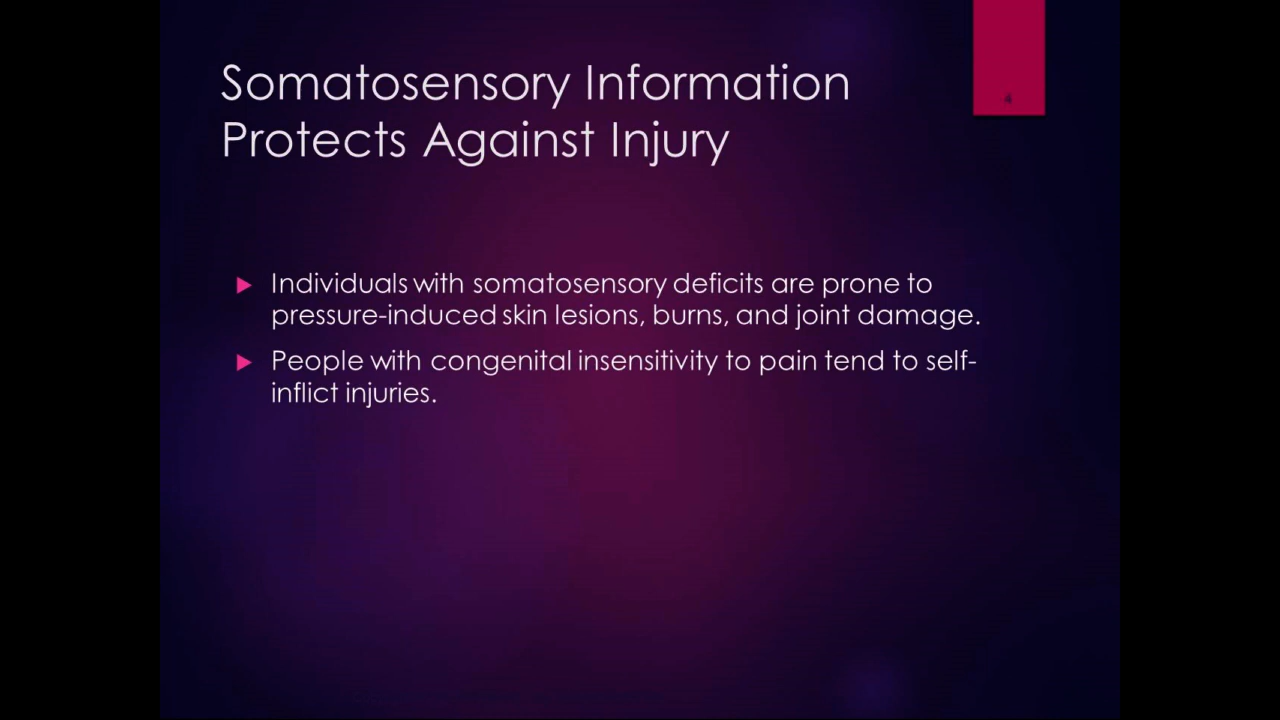 Somatosensory Information
Protects Against Injury
4
Individuals with somatosensory deficits are prone to
pressure-induced skin lesions, burns, and joint damage.
People with congenital insensitivity to pain tend to self-
inflict injuries.